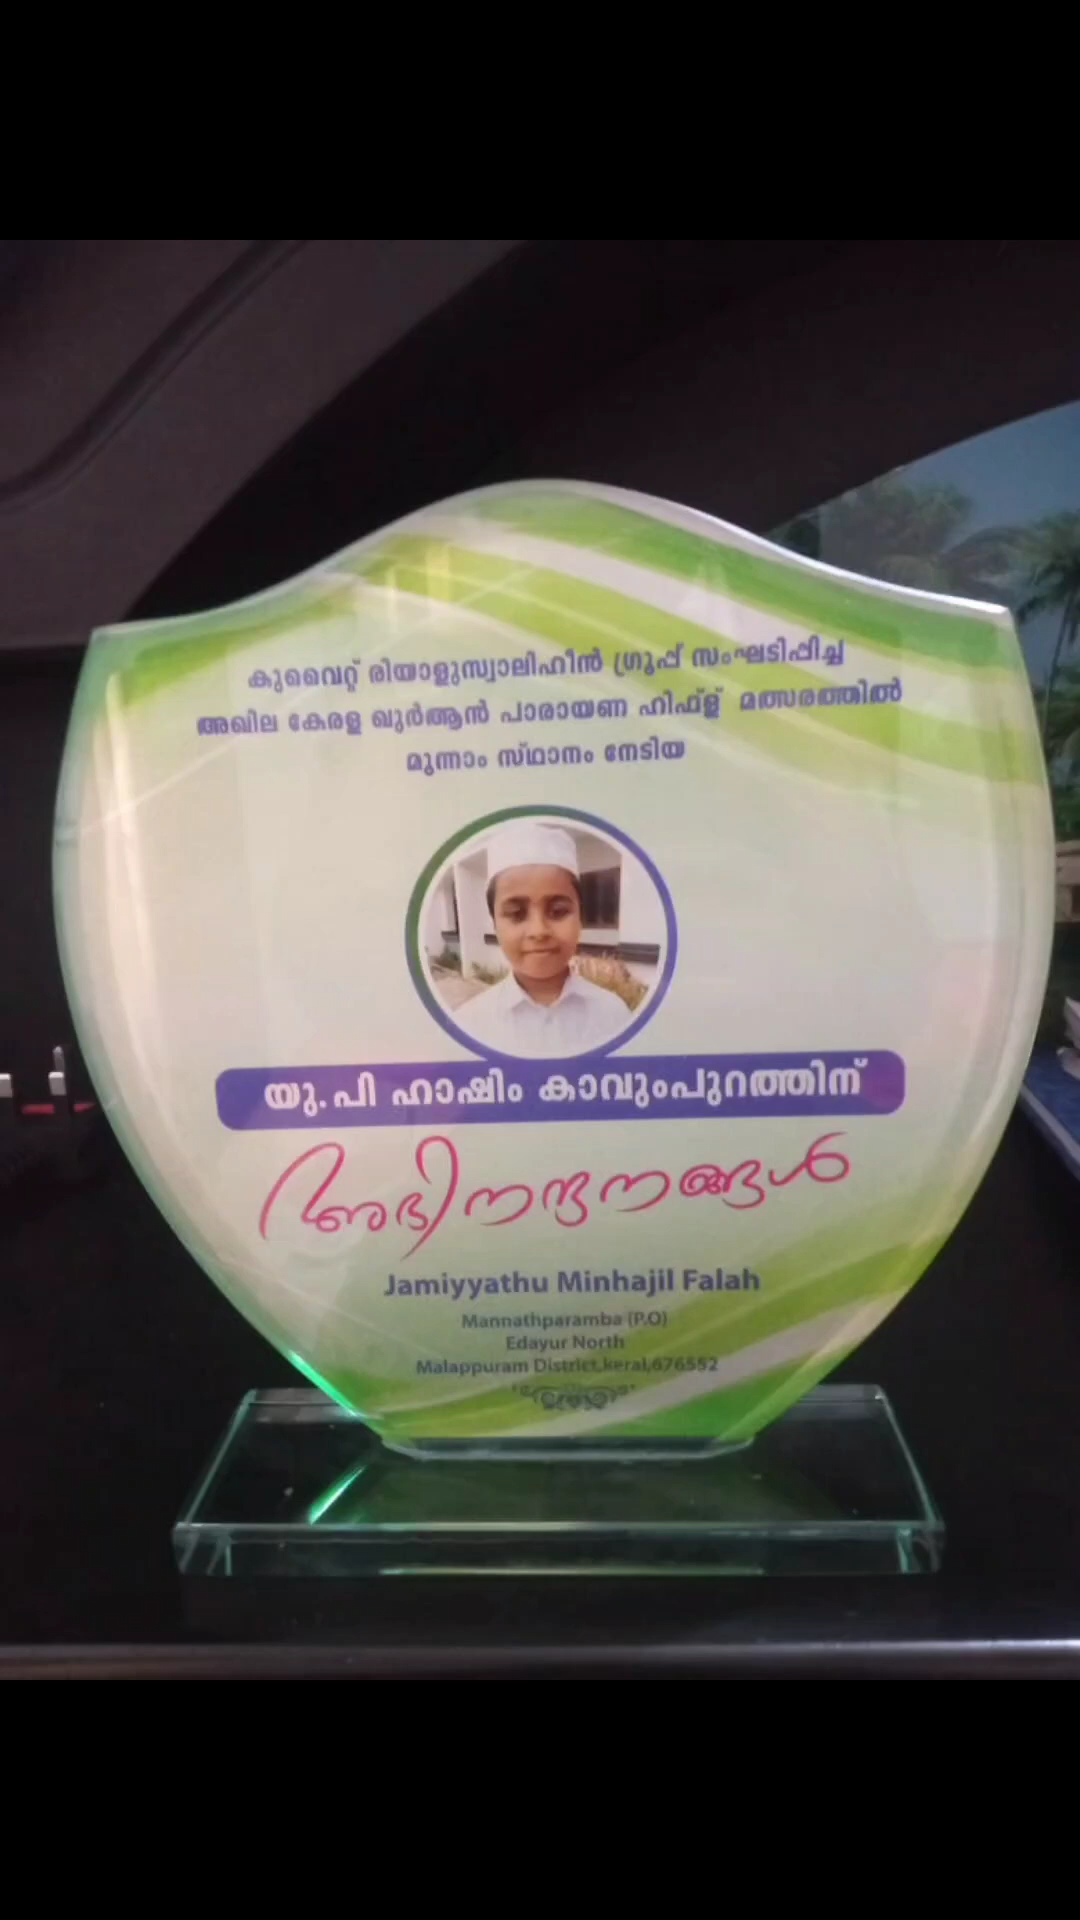 കുവൈറ്റ് രിയാളുസ്വാലിഹീൻ ഗ്രൂപ്പ് സംഘടിപ്പിച്ച
അഖില കേരള ഖുർആൻ പാരായണ ഹിഫ്ള് മത്സരത്തിൽ
മൂന്നാം സ്ഥാനം നേടിയ
യു.പി ഹാഷിം കാവുംപുറത്തിന്
അഭിനന്ദനങ്ങൾ
Jamiyyathu Minhajil Falah
Mannathparamba (P.O)
Edayur North
Malappuram District,keral,676552